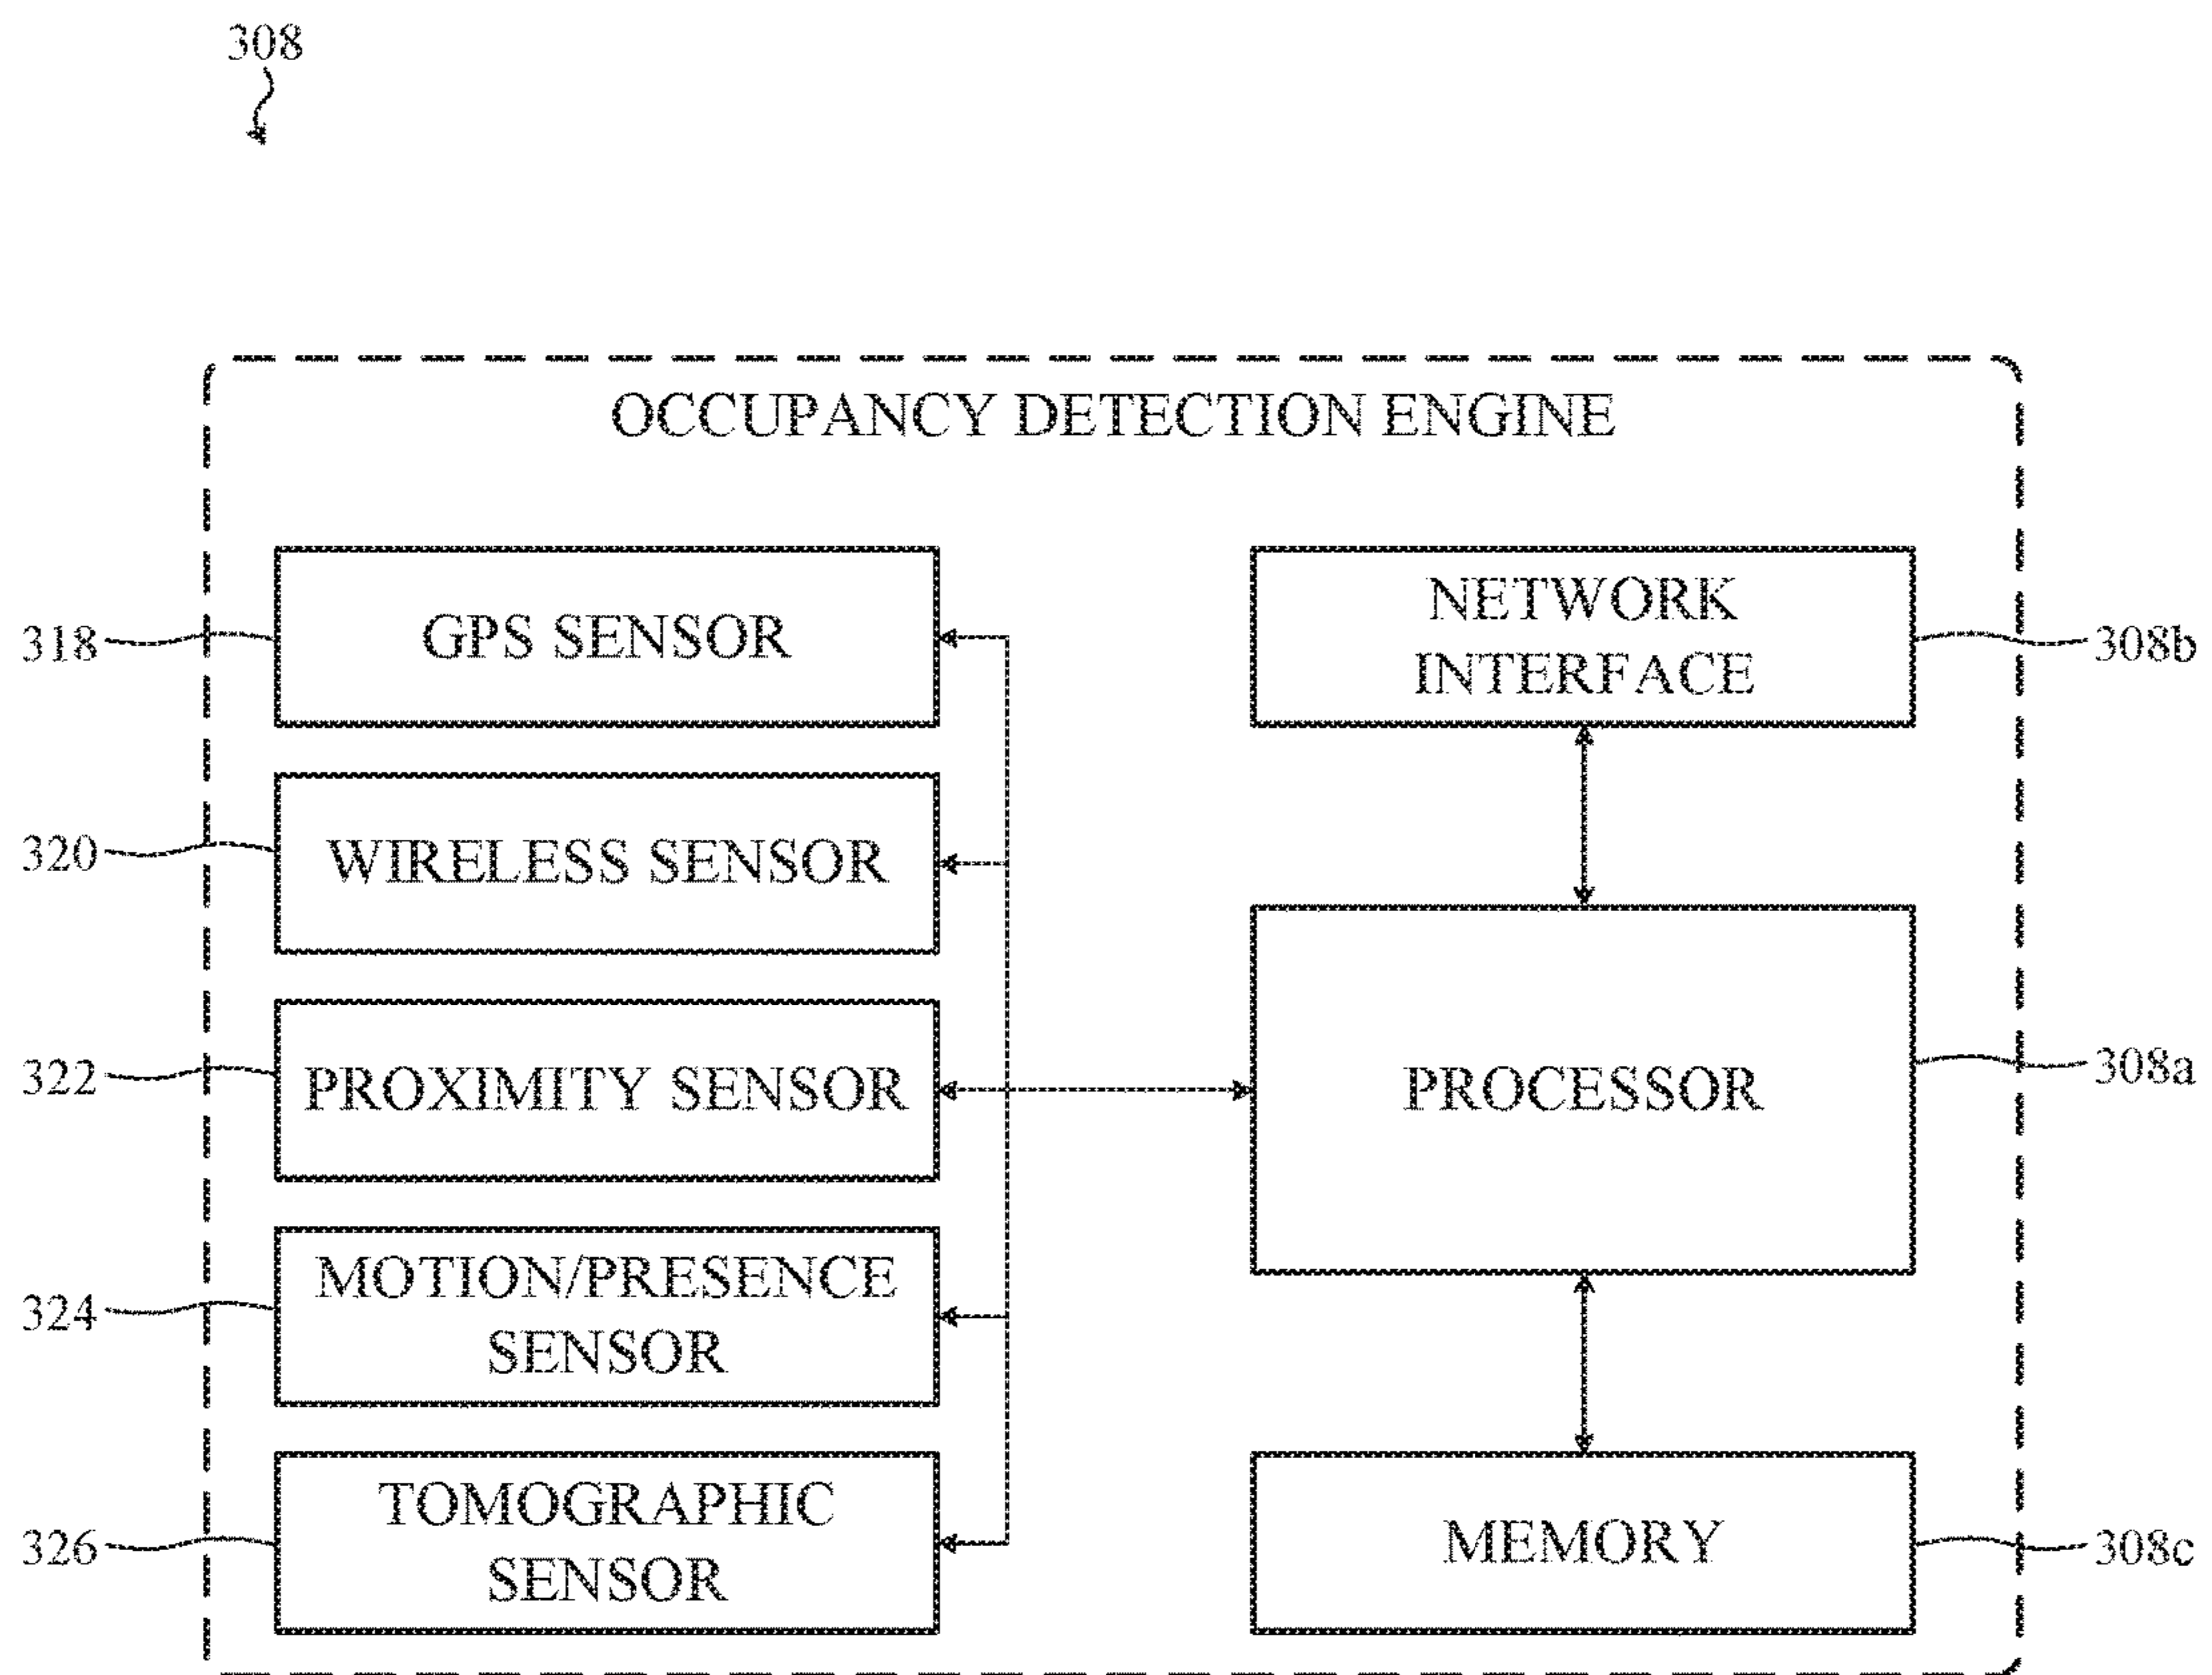 308
OCCUPANCY DETECTION ENGINE
318
GPS SENSOR
NETWORK
INTERFACE
308b
320
WIRELESS SENSOR
322
PROXIMITY SENSOR
PROCESSOR
308a
324
MOTION/PRESENCE
SENSOR
326
TOMOGRAPHIC
SENSOR
MEMORY
308c